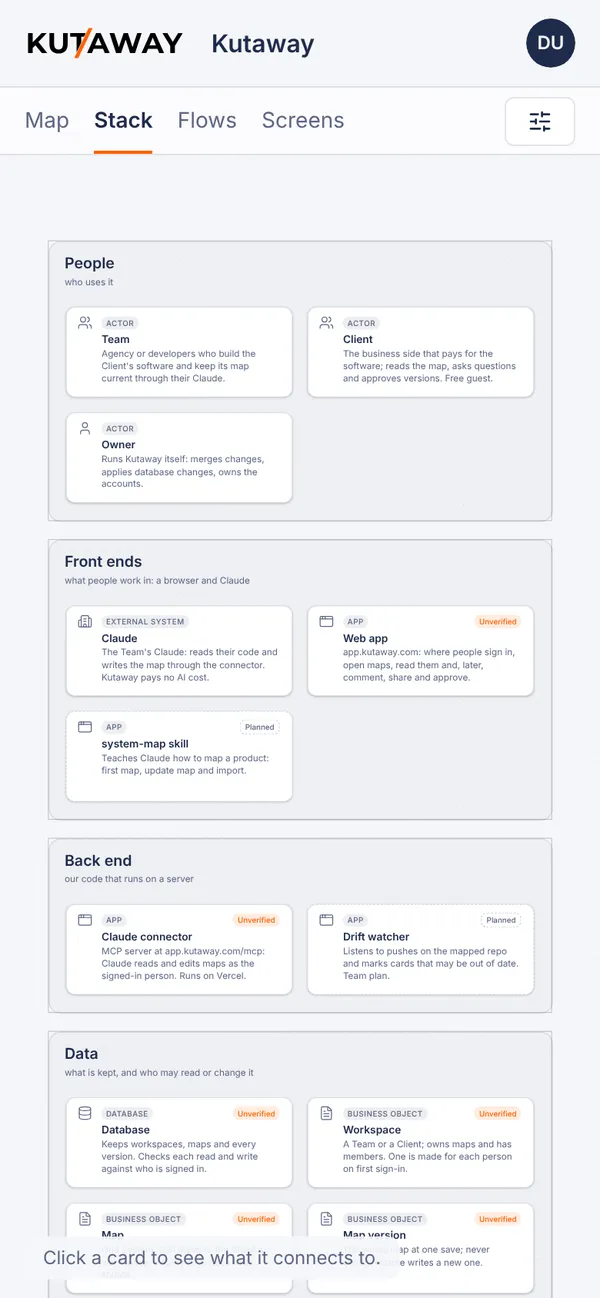 KUTAWAY Kutaway DU
Map Stack Flows Screens
People
who uses it
ACTOR
Team
Agency or developers who build the
Client's software and keep its map
current through their Claude.
ACTOR
Client
The business side that pays for the
software; reads the map, asks questions
and approves versions. Free guest.
ACTOR
Owner
Runs Kutaway itself: merges changes,
applies database changes, owns the
accounts.
Front ends
what people work in: a browser and Claude
EXTERNAL SYSTEM
Claude
The Team's Claude: reads their code and
writes the map through the connector.
Kutaway pays no AI cost.
APP Unverified
Web app
app.kutaway.com: where people sign in,
open maps, read them and, later,
comment, share and approve.
APP Planned
system-map skill
Teaches Claude how to map a product:
first map, update map and import.
Back end
our code that runs on a server
APP Unverified
Claude connector
MCP server at app.kutaway.com/mcp:
Claude reads and edits maps as the
signed-in person. Runs on Vercel.
APP Planned
Drift watcher
Listens to pushes on the mapped repo
and marks cards that may be out of date.
Team plan.
Data
what is kept, and who may read or change it
DATABASE Unverified
Database
Keeps workspaces, maps and every
version. Checks each read and write
against who is signed in.
BUSINESS OBJECT Unverified
Workspace
A Team or a Client; owns maps and has
members. One is made for each person
on first sign-in.
BUSINESS OBJECT Unverified
Map
BUSINESS OBJECT Unverified
Map version
at one save; never
writes a new one.
Click a card to see what it connects to.